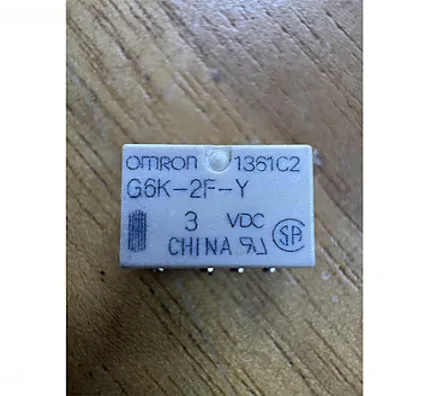 omron 1361C2
G6K-2F-Y
3 VDC
CHINA